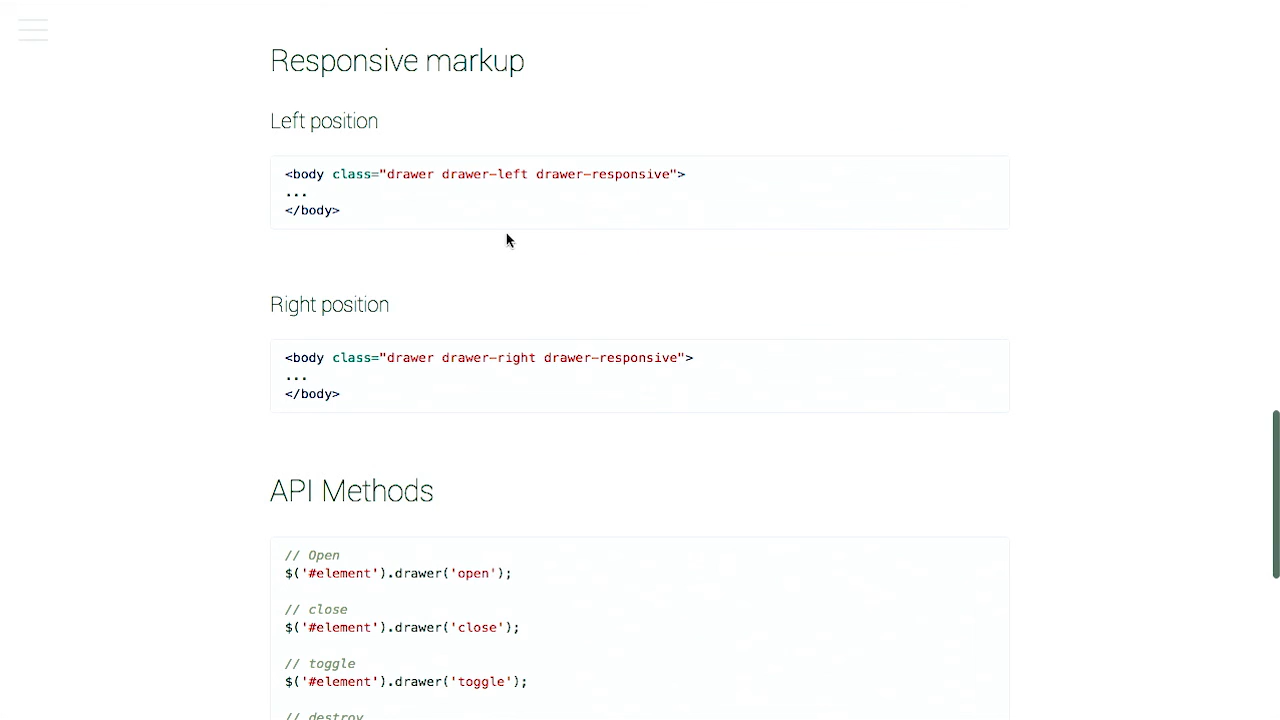 Responsive markup
Left position
<body class="drawer drawer-left drawer-responsive">
...
</body>
Right position
<body class="drawer drawer-right drawer-responsive">
...
</body>
API Methods
// Open
$('#element').drawer('open');
// close
$('#element').drawer('close');
// toggle
$('#element').drawer('toggle');
// destroy